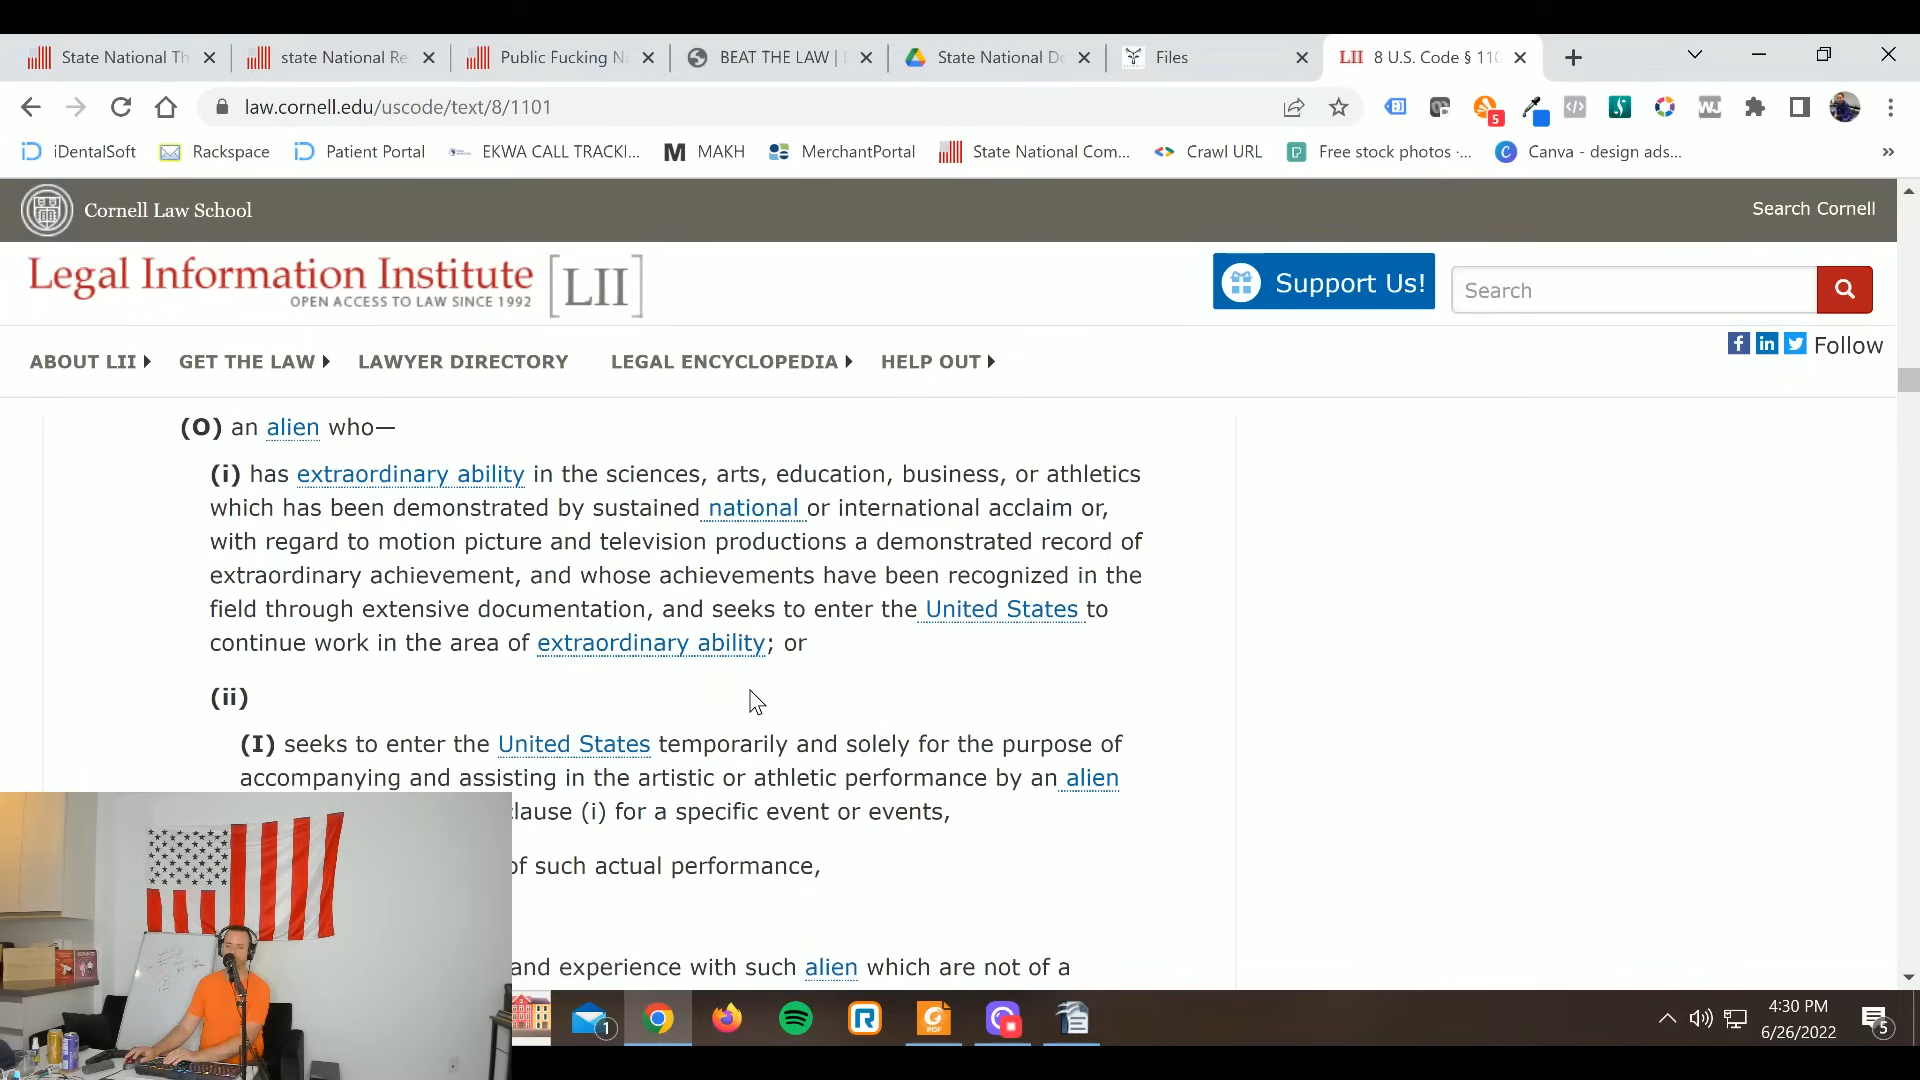 State National Th
state National Re
Public Fucking N
BEAT THE LAW |
State National Do
Files
LII 8 U.S. Code § 110
law.cornell.edu/uscode/text/8/1101
5
iDentalSoft
Rackspace
Patient Portal
EKWA CALL TRACKI...
MAKH
MerchantPortal
State National Com...
Crawl URL
Free stock photos ·...
Canva - design ads...
»
Cornell Law School
Search Cornell
Legal Information Institute [LII]
OPEN ACCESS TO LAW SINCE 1992
Support Us!
Search
ABOUT LII
GET THE LAW
LAWYER DIRECTORY
LEGAL ENCYCLOPEDIA
HELP OUT
Follow
(O) an alien who—
(i) has extraordinary ability in the sciences, arts, education, business, or athletics
which has been demonstrated by sustained national or international acclaim or,
with regard to motion picture and television productions a demonstrated record of
extraordinary achievement, and whose achievements have been recognized in the
field through extensive documentation, and seeks to enter the United States to
continue work in the area of extraordinary ability; or
(ii)
(I) seeks to enter the United States temporarily and solely for the purpose of
accompanying and assisting in the artistic or athletic performance by an alien
clause (i) for a specific event or events,
of such actual performance,
and experience with such alien which are not of a
1
PDF
4:30 PM
6/26/2022
5